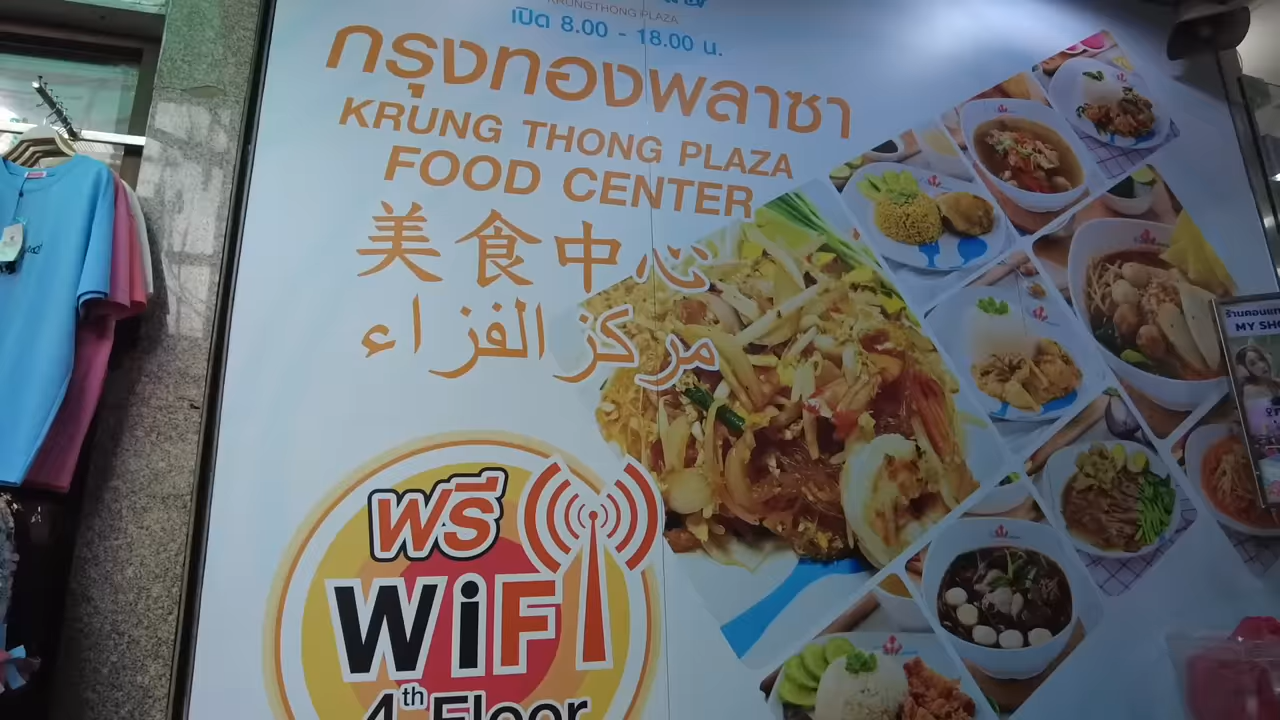 KRUNGTHONG PLAZA
เปิด 8.00 - 18.00 น.
กรุงทองพลาซา
KRUNG THONG PLAZA
FOOD CENTER
美食中心
مركز الفزاء
ฟรี
WiFi
4th Floor
MY SHO